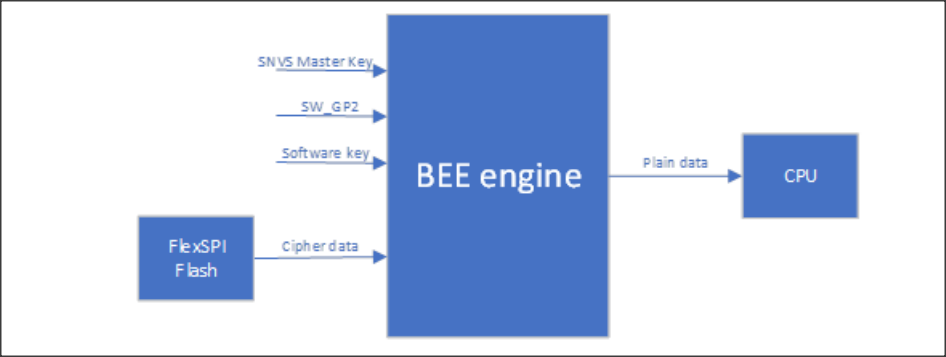 SNVS Master Key
SW_GP2
Software key
BEE engine
Plain data
CPU
FlexSPI
Flash
Cipher data